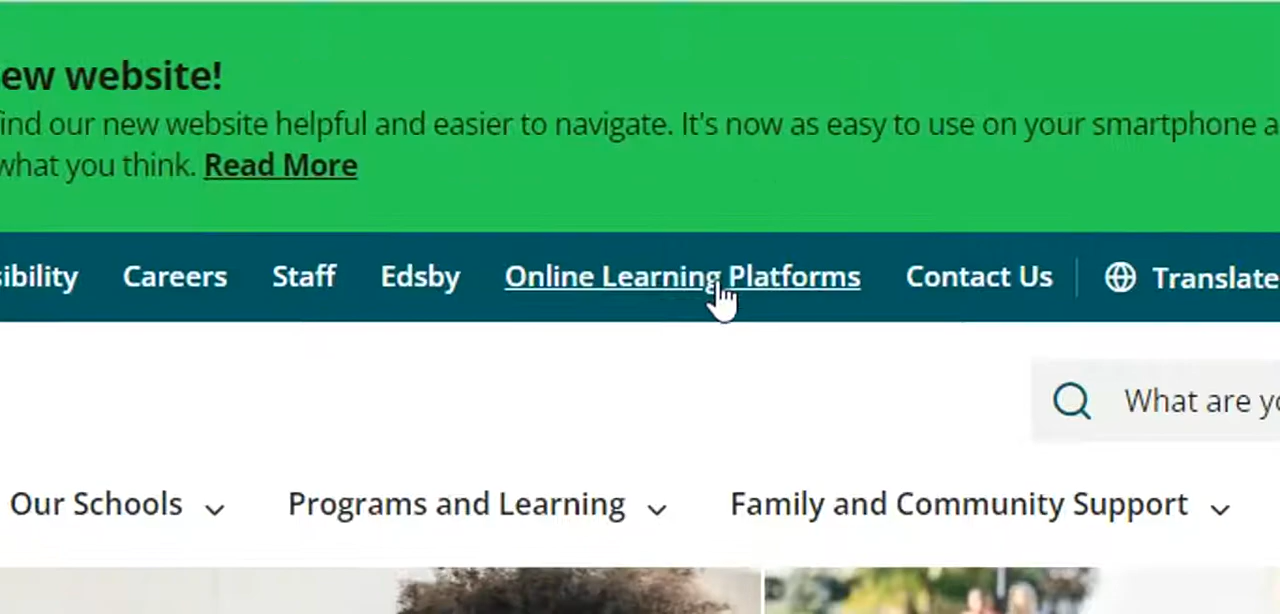 ew website!
find our new website helpful and easier to navigate. It's now as easy to use on your smartphone a
what you think. Read More
sibility Careers Staff Edsby Online Learning Platforms Contact Us Translate
What are yo
Our Schools Programs and Learning Family and Community Support